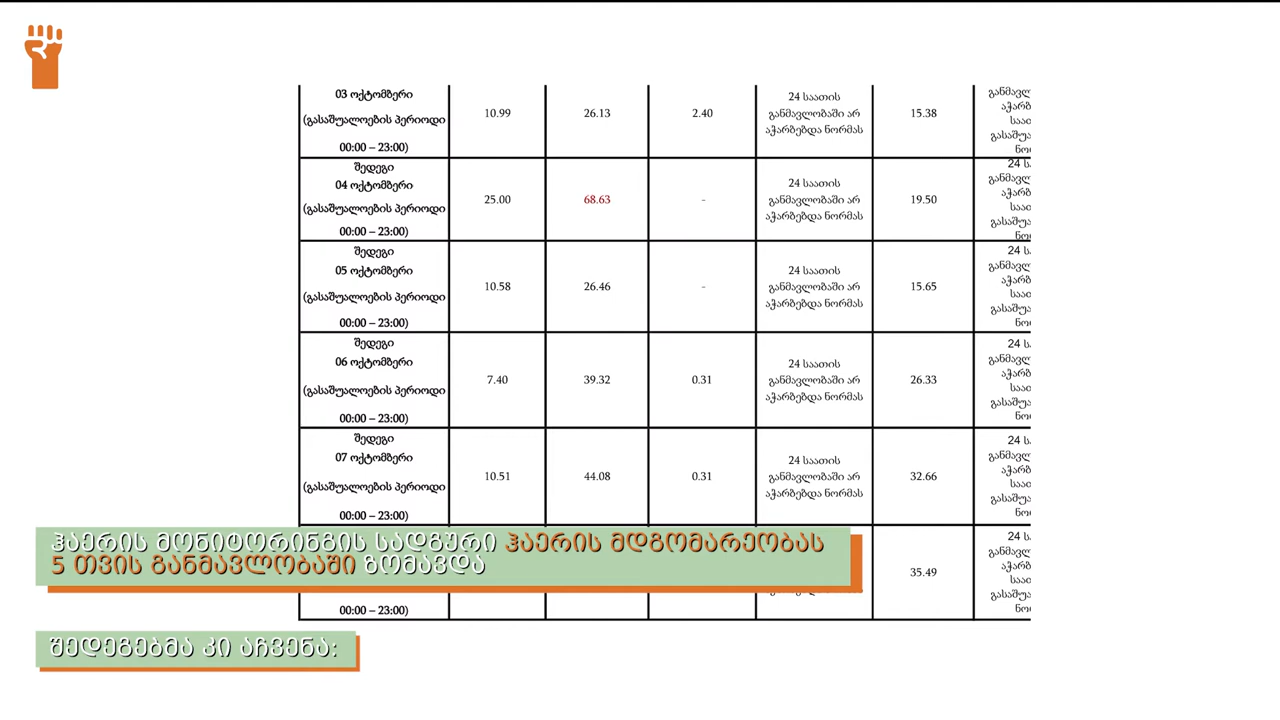 03 ოქტომბერი
(გასაშუალოების პერიოდი
00:00 – 23:00)
10.99
26.13
2.40
24 საათის
განმავლობაში არ
აჭარბებდა ნორმას
15.38
შედეგი
04 ოქტომბერი
(გასაშუალოების პერიოდი
00:00 – 23:00)
25.00
68.63
-
24 საათის
განმავლობაში არ
აჭარბებდა ნორმას
19.50
შედეგი
05 ოქტომბერი
(გასაშუალოების პერიოდი
00:00 – 23:00)
10.58
26.46
-
24 საათის
განმავლობაში არ
აჭარბებდა ნორმას
15.65
შედეგი
06 ოქტომბერი
(გასაშუალოების პერიოდი
00:00 – 23:00)
7.40
39.32
0.31
24 საათის
განმავლობაში არ
აჭარბებდა ნორმას
26.33
შედეგი
07 ოქტომბერი
(გასაშუალოების პერიოდი
00:00 – 23:00)
10.51
44.08
0.31
24 საათის
განმავლობაში არ
აჭარბებდა ნორმას
32.66
00:00 – 23:00)
35.49
ჰაერის მონიტორინგის სადგური ჰაერის მდგომარეობას
5 თვის განმავლობაში ზომავდა
შედეგებმა კი აჩვენა: